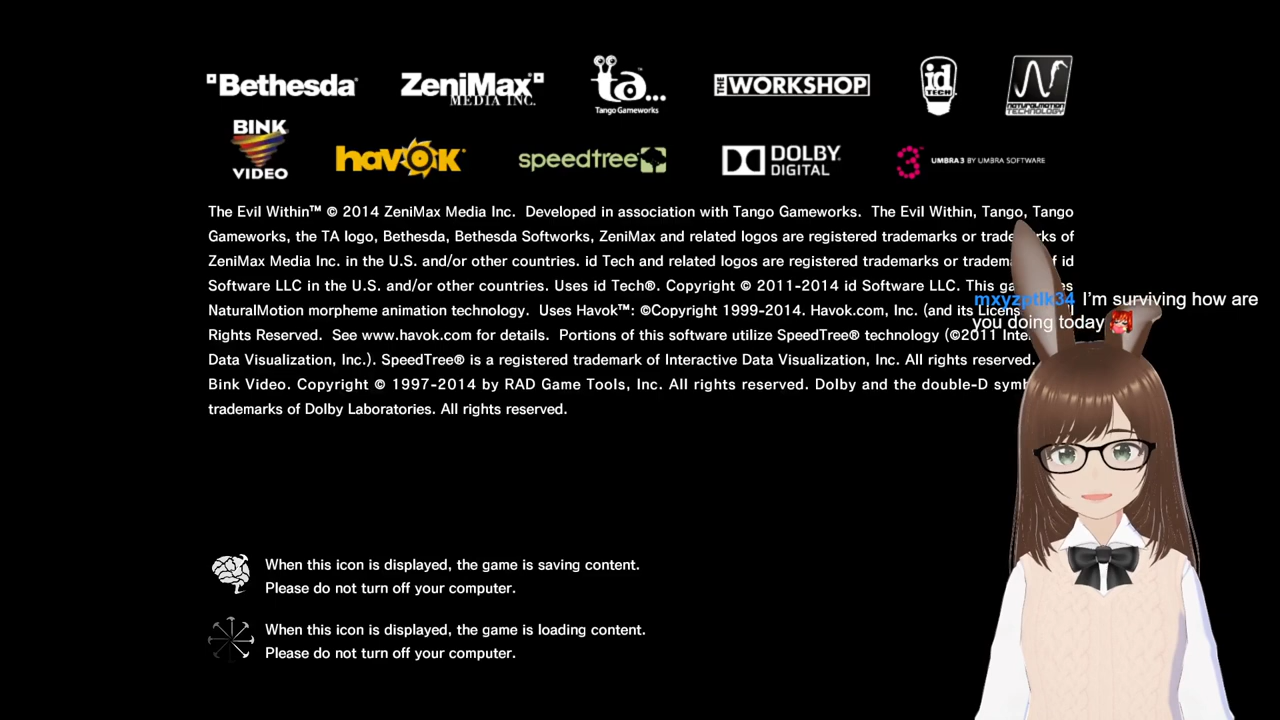 Bethesda® ZeniMax® MEDIA INC. ta...™ Tango Gameworks THE WORKSHOP id TECH NATURALMOTION TECHNOLOGY
BINK VIDEO havok™ speedtree® DOLBY DIGITAL® 3™ UMBRA 3 BY UMBRA SOFTWARE
The Evil Within™ © 2014 ZeniMax Media Inc. Developed in association with Tango Gameworks. The Evil Within, Tango, Tango
Gameworks, the TA logo, Bethesda, Bethesda Softworks, ZeniMax and related logos are registered trademarks or of
ZeniMax Media Inc. in the U.S. and/or other countries. id Tech and related logos are registered trademarks or id
Software LLC in the U.S. and/or other countries. Uses id Tech®. Copyright © 2011-2014 id Software LLC. This
NaturalMotion morpheme animation technology. Uses Havok™: ©Copyright 1999-2014. Havok.com, Inc. (and its
Rights Reserved. See www.havok.com for details. Portions of this software utilize SpeedTree® technology (©2011
Data Visualization, Inc.). SpeedTree® is a registered trademark of Interactive Data Visualization, Inc. All rights reserved.
Bink Video. Copyright © 1997-2014 by RAD Game Tools, Inc. All rights reserved. Dolby and the double-D
trademarks of Dolby Laboratories. All rights reserved.
mxyzptlk34 I'm surviving how are
you doing today
When this icon is displayed, the game is saving content.
Please do not turn off your computer.
When this icon is displayed, the game is loading content.
Please do not turn off your computer.